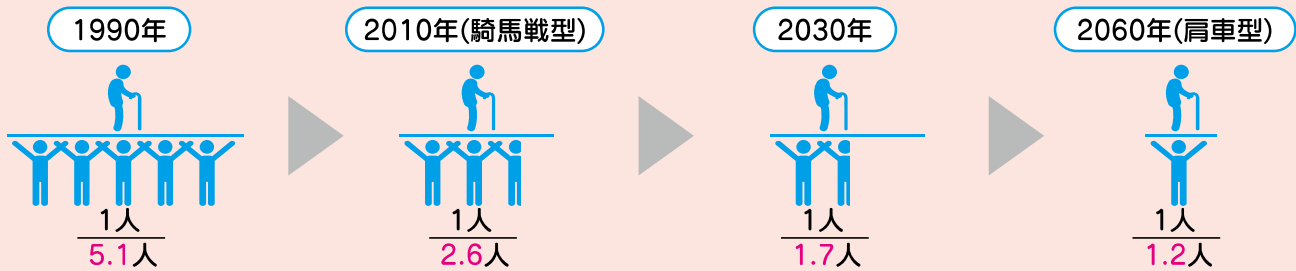 1990年
2010年(騎馬戦型)
2030年
2060年(肩車型)
1人
5.1人
1人
2.6人
1人
1.7人
1人
1.2人